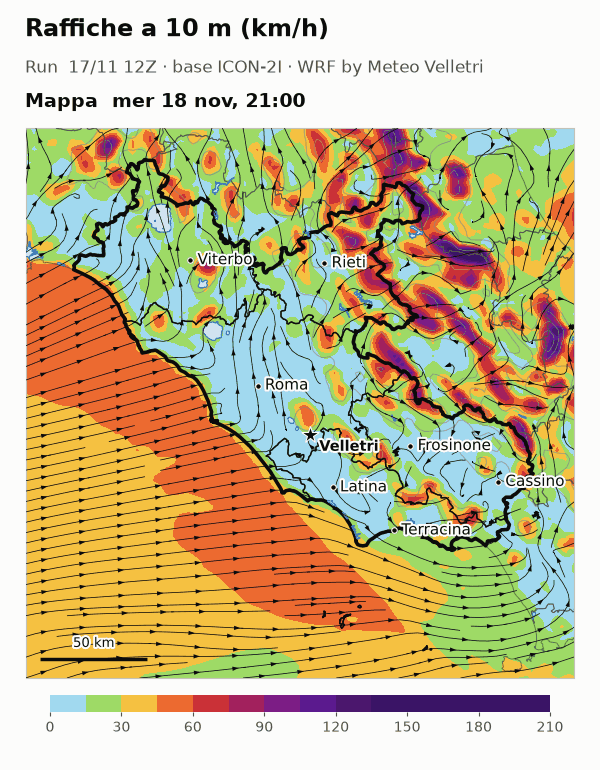 Raffiche a 10 m (km/h)
Run 17/11 12Z · base ICON-2I · WRF by Meteo Velletri
Mappa mer 18 nov, 21:00
Viterbo
Rieti
Roma
Velletri
Frosinone
Latina
Cassino
Terracina
50 km
0 30 60 90 120 150 180 210